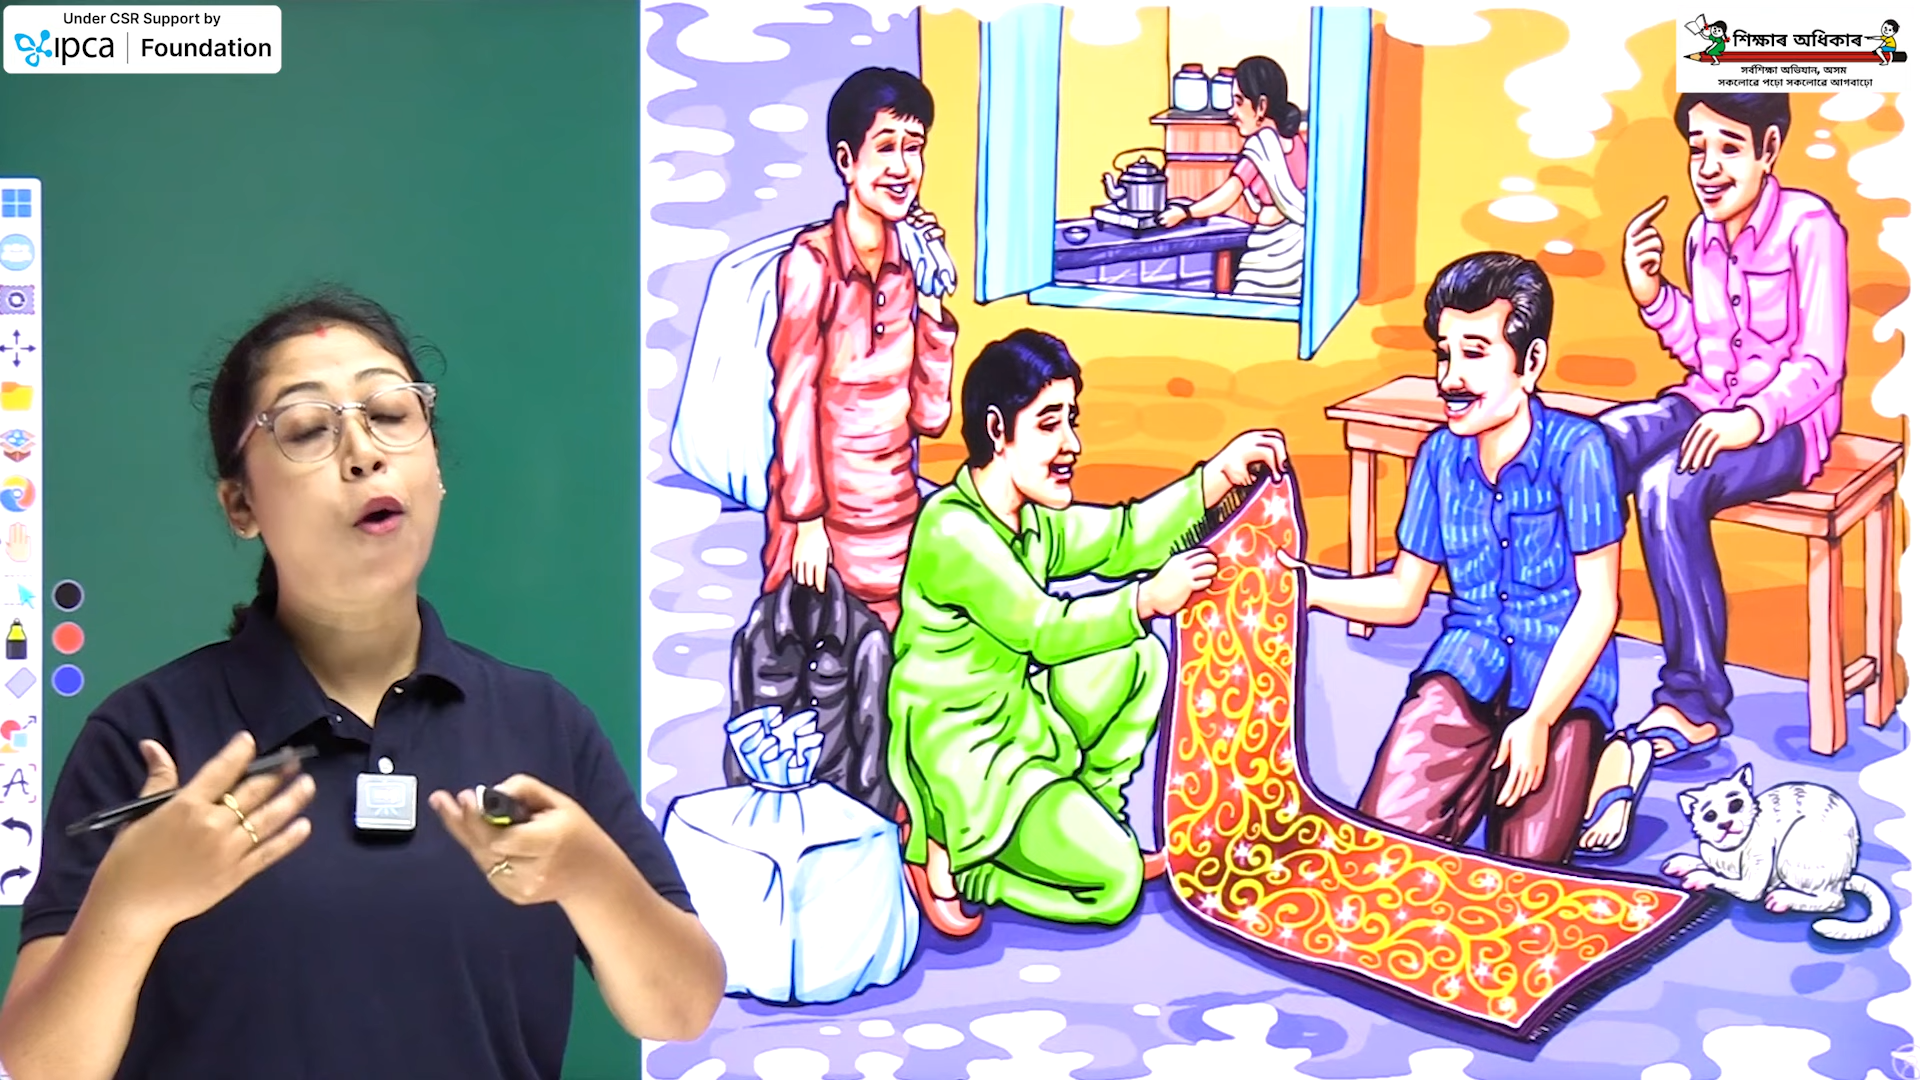 Under CSR Support by
ipca Foundation
শিক্ষাৰ অধিকাৰ
সৰ্বশিক্ষা অভিযান, অসম
সকলোৱে পঢ়ো সকলোৱে আগবাঢ়ো
A